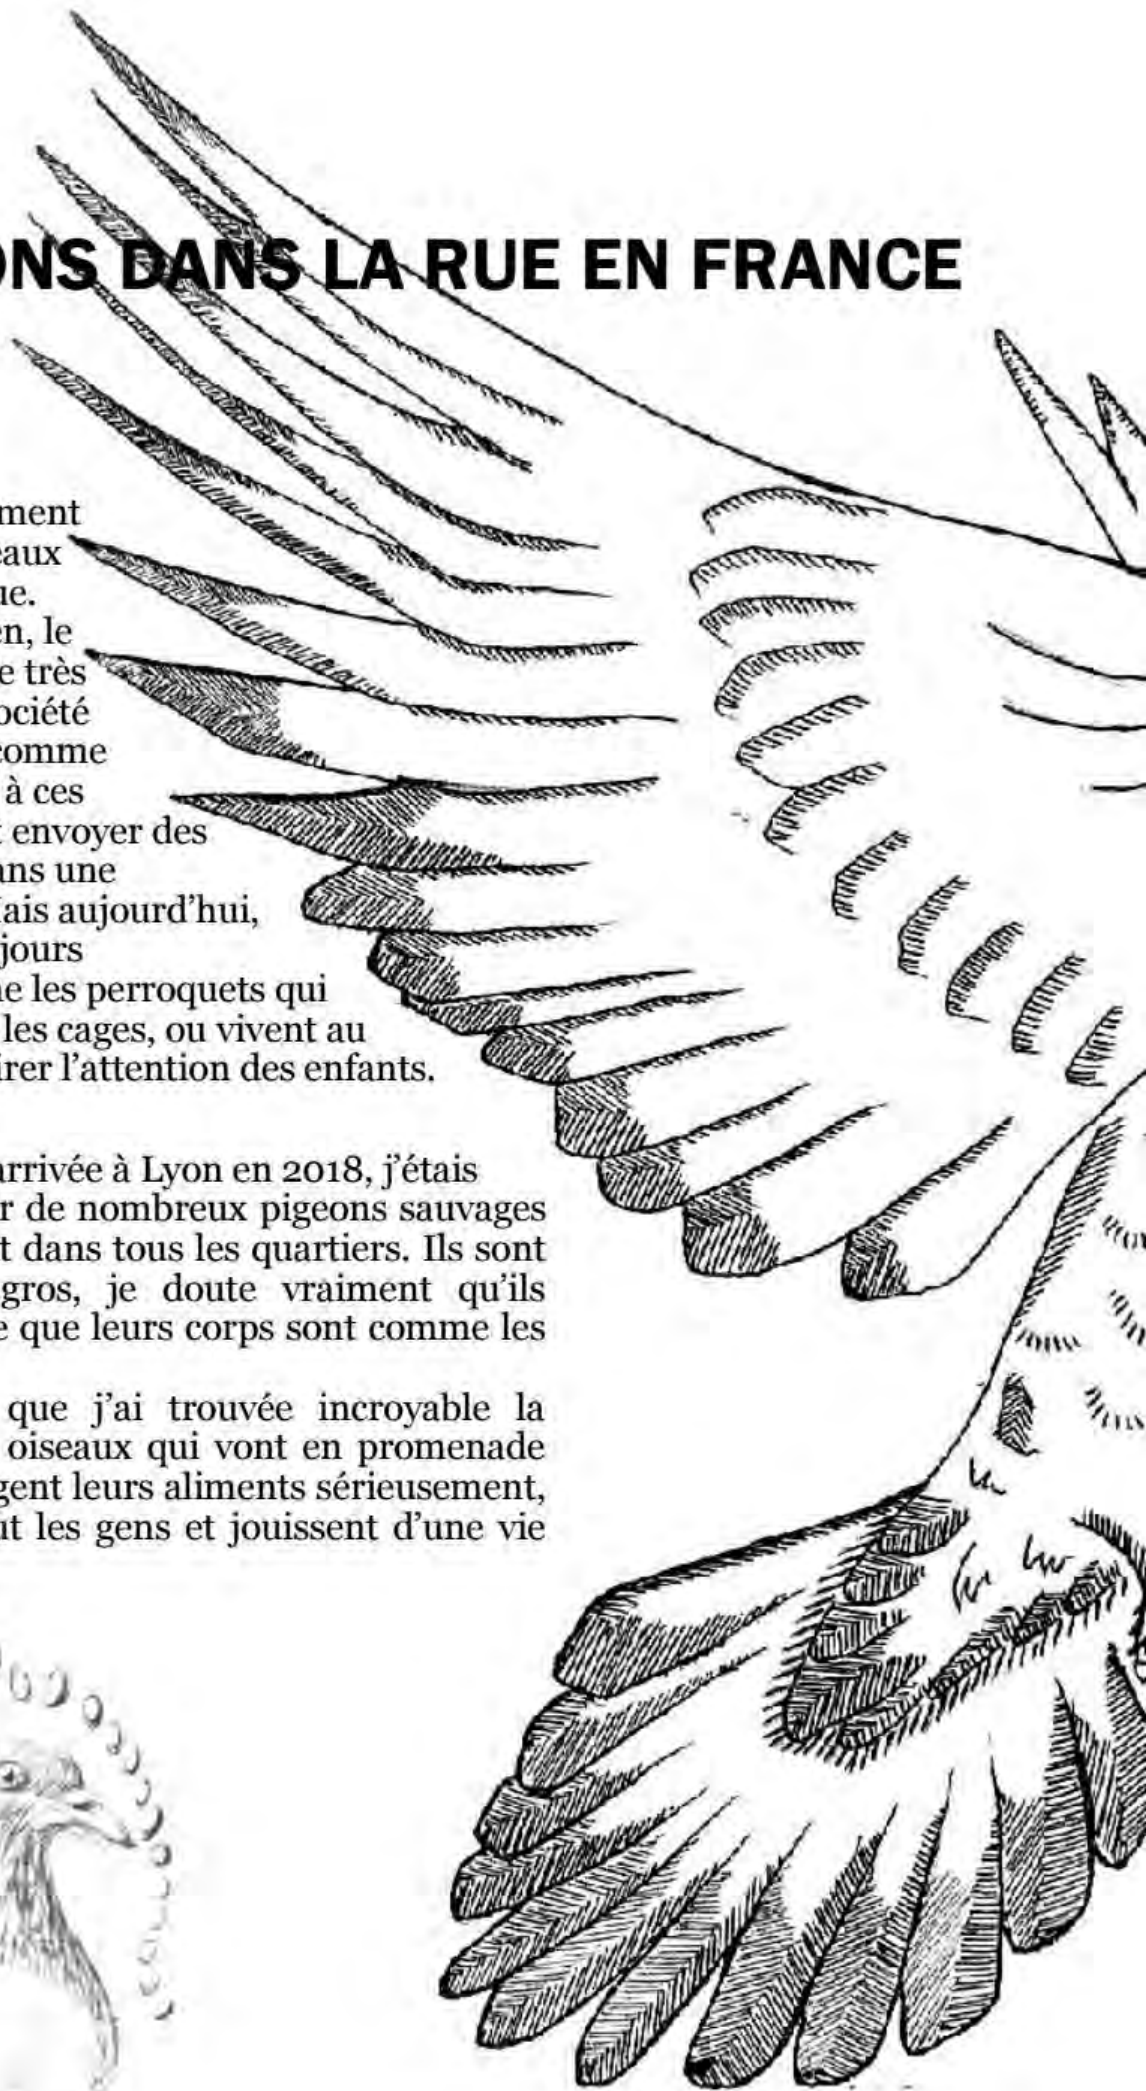 ONS DANS LA RUE EN FRANCE
ment
eaux
ue.
en, le
e très
ociété
comme
à ces
t envoyer des
ans une
ais aujourd’hui,
jours
e les perroquets qui
les cages, ou vivent au
irer l’attention des enfants.
arrivée à Lyon en 2018, j’étais
r de nombreux pigeons sauvages
t dans tous les quartiers. Ils sont
gros, je doute vraiment qu’ils
e que leurs corps sont comme les
que j’ai trouvée incroyable la
oiseaux qui vont en promenade
gent leurs aliments sérieusement,
ut les gens et jouissent d’une vie